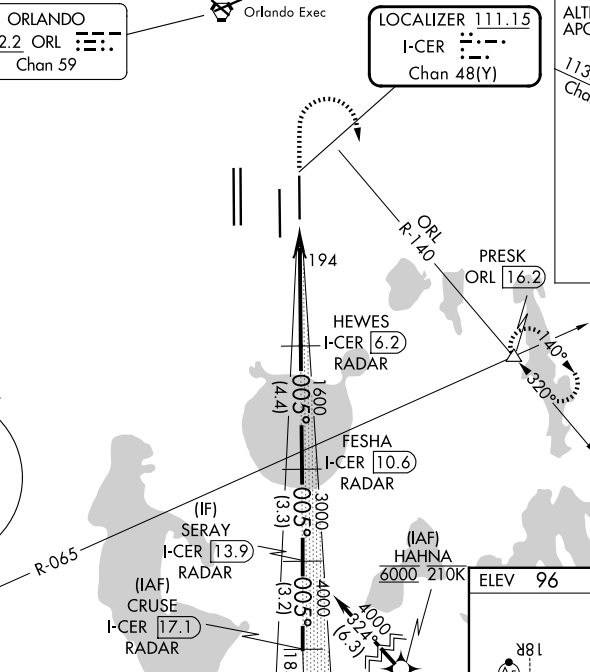 ORLANDO
2.2 ORL
Chan 59
Orlando Exec
LOCALIZER 111.15
I-CER
Chan 48(Y)
113
Cha
194
ORL
R-140
PRESK
ORL 16.2
HEWES
I-CER 6.2
RADAR
140°
320°
005°
1600
(4.4)
FESHA
I-CER 10.6
RADAR
005°
3000
(3.3)
(IF)
SERAY
I-CER 13.9
RADAR
R-065
005°
4000
(3.2)
(IAF)
CRUSE
I-CER 17.1
RADAR
(IAF)
HAHNA
6000 210K
4000
324°
(6.3)
18
ELEV 96
18R